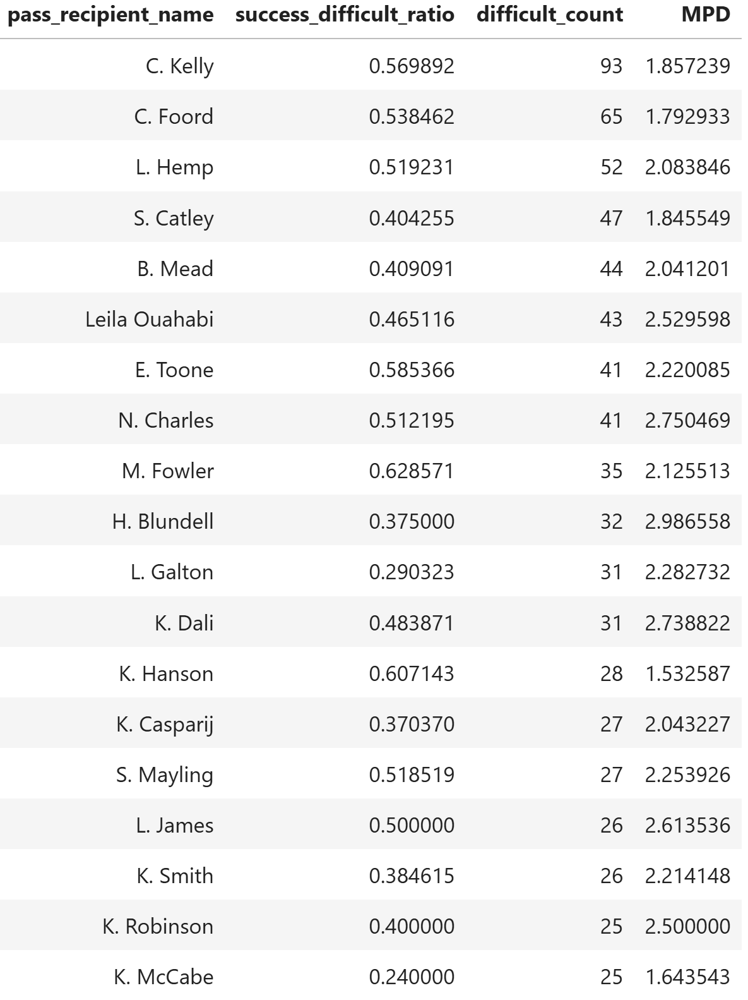 pass_recipient_name success_difficult_ratio difficult_count MPD
C. Kelly 0.569892 93 1.857239
C. Foord 0.538462 65 1.792933
L. Hemp 0.519231 52 2.083846
S. Catley 0.404255 47 1.845549
B. Mead 0.409091 44 2.041201
Leila Ouahabi 0.465116 43 2.529598
E. Toone 0.585366 41 2.220085
N. Charles 0.512195 41 2.750469
M. Fowler 0.628571 35 2.125513
H. Blundell 0.375000 32 2.986558
L. Galton 0.290323 31 2.282732
K. Dali 0.483871 31 2.738822
K. Hanson 0.607143 28 1.532587
K. Casparij 0.370370 27 2.043227
S. Mayling 0.518519 27 2.253926
L. James 0.500000 26 2.613536
K. Smith 0.384615 26 2.214148
K. Robinson 0.400000 25 2.500000
K. McCabe 0.240000 25 1.643543